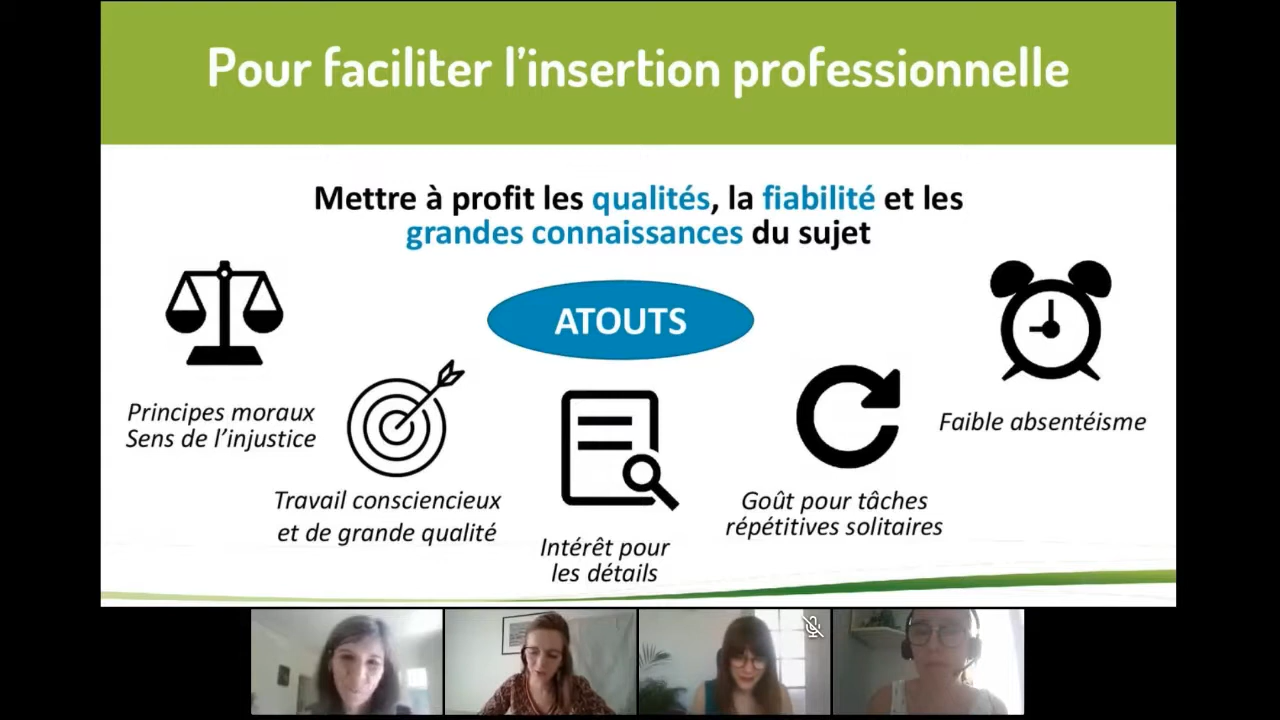 Pour faciliter l’insertion professionnelle
Mettre à profit les qualités, la fiabilité et les
grandes connaissances du sujet
ATOUTS
Principes moraux
Sens de l’injustice
Travail consciencieux
et de grande qualité
Intérêt pour
les détails
Goût pour tâches
répétitives solitaires
Faible absentéisme